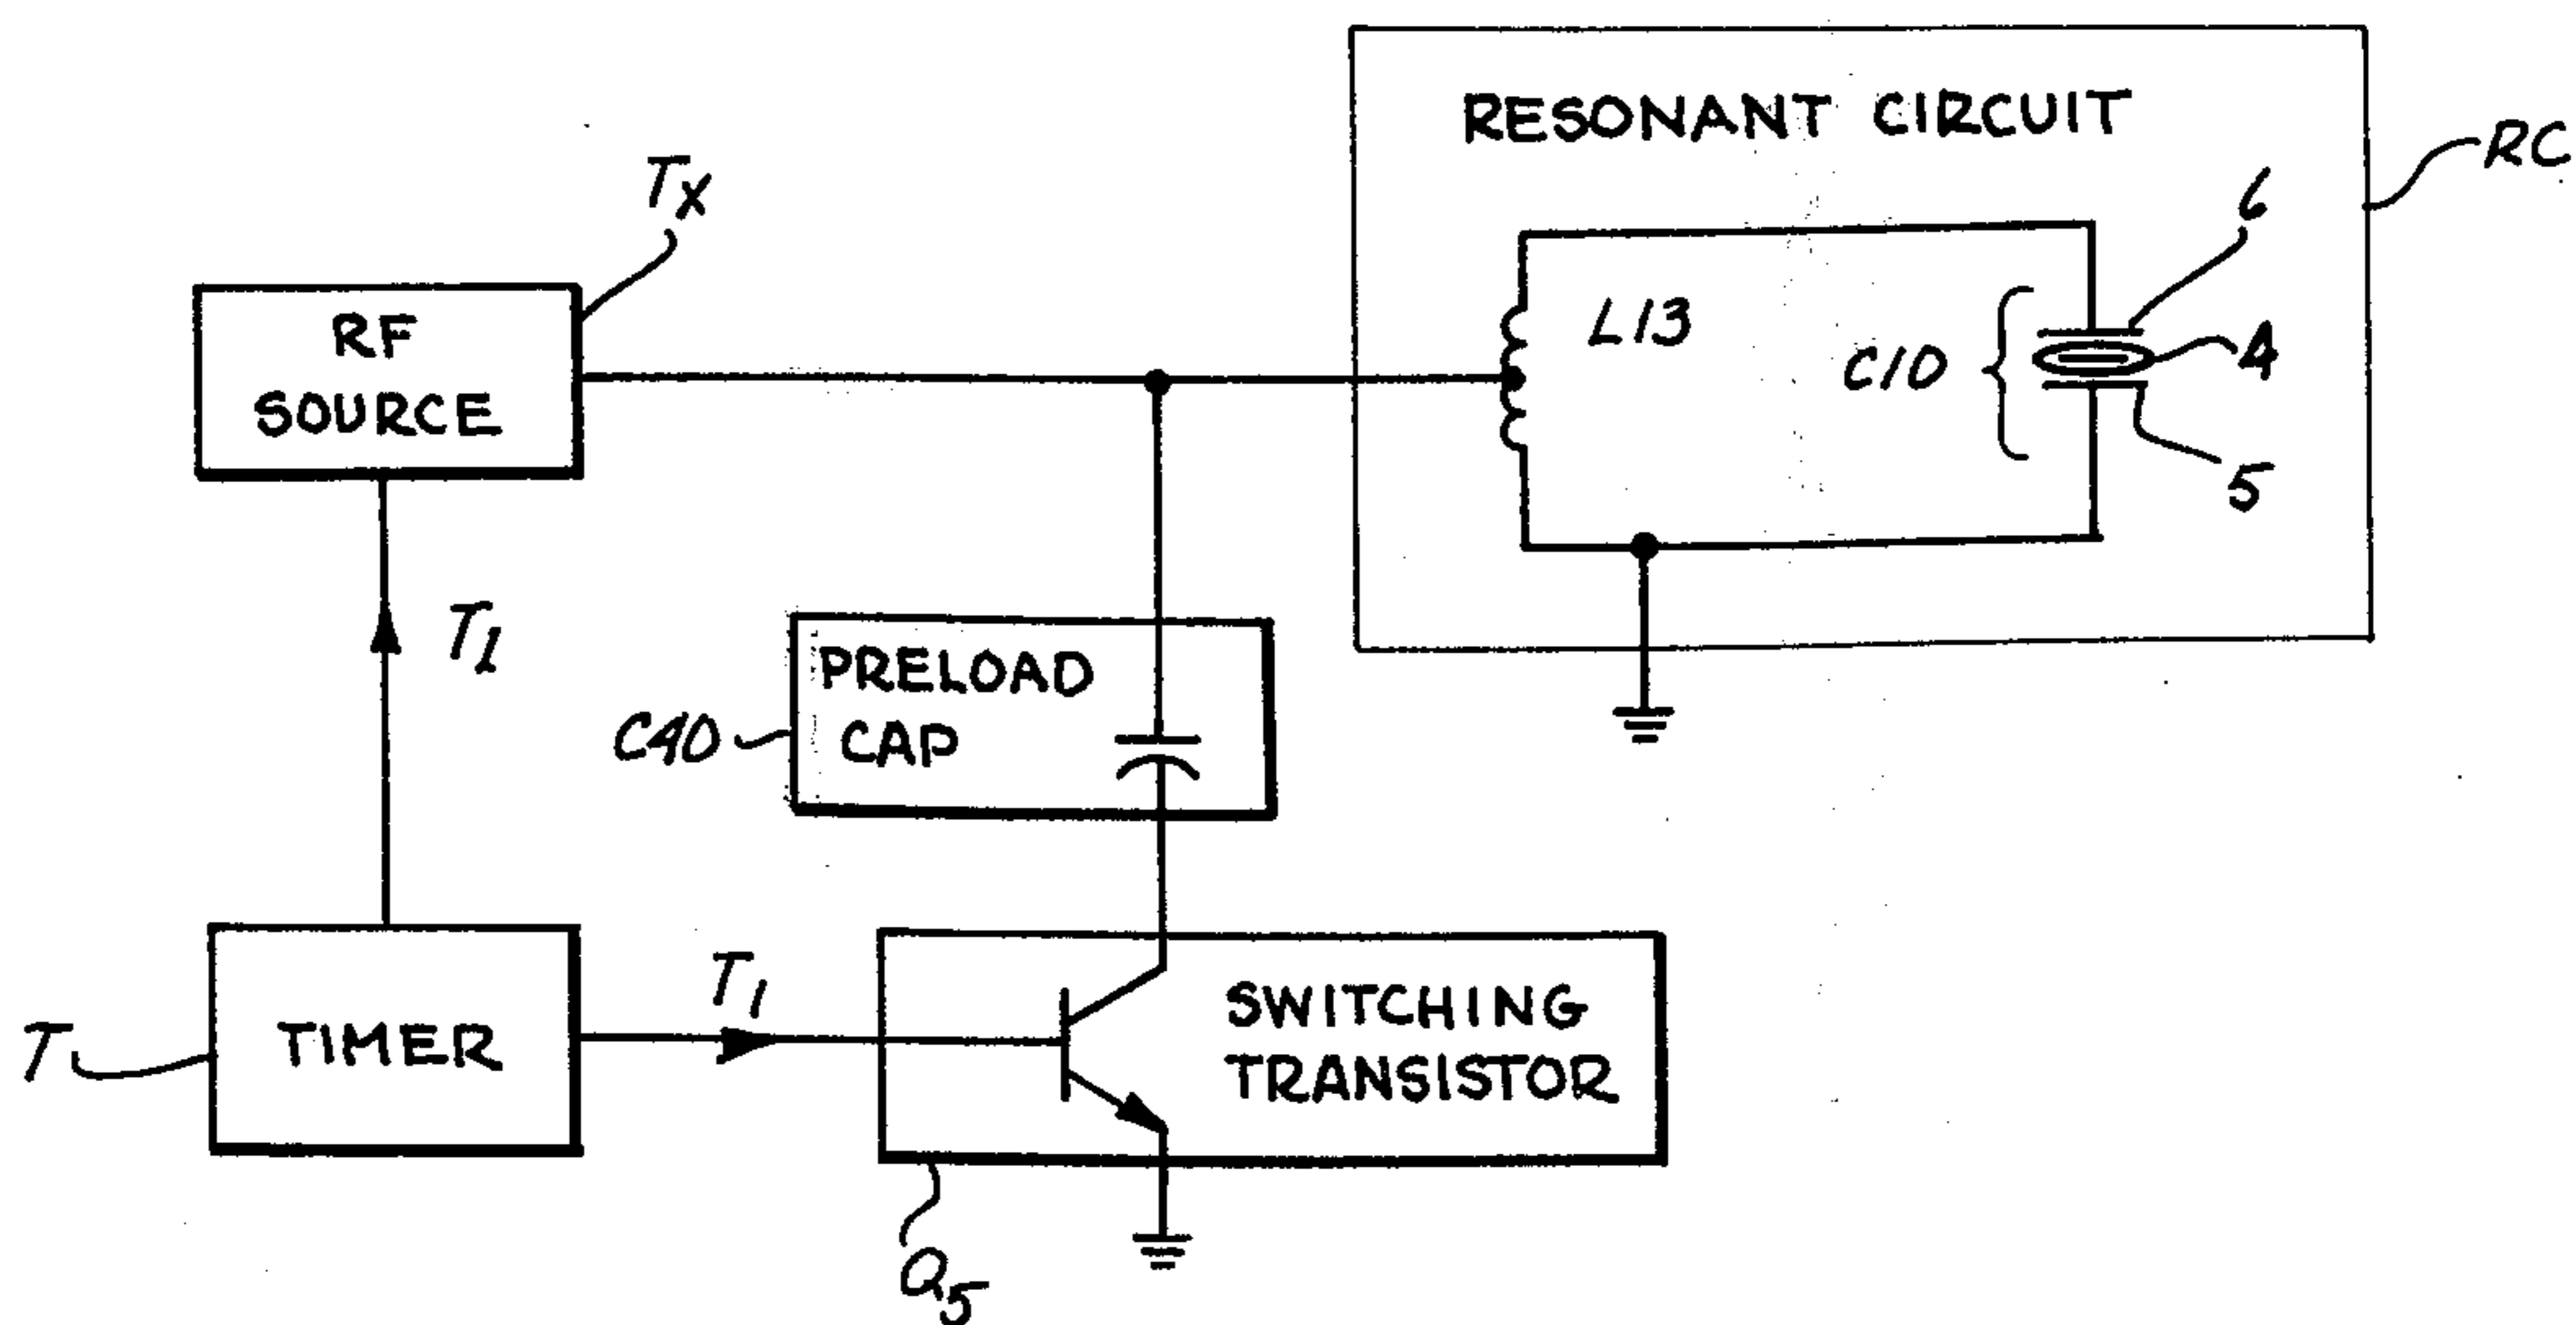 RESONANT CIRCUIT
RC
Tx
6
RF
SOURCE
L13
C10
4
5
T1
PRELOAD
CAP
C40
T1
SWITCHING
TRANSISTOR
TIMER
T
Q5